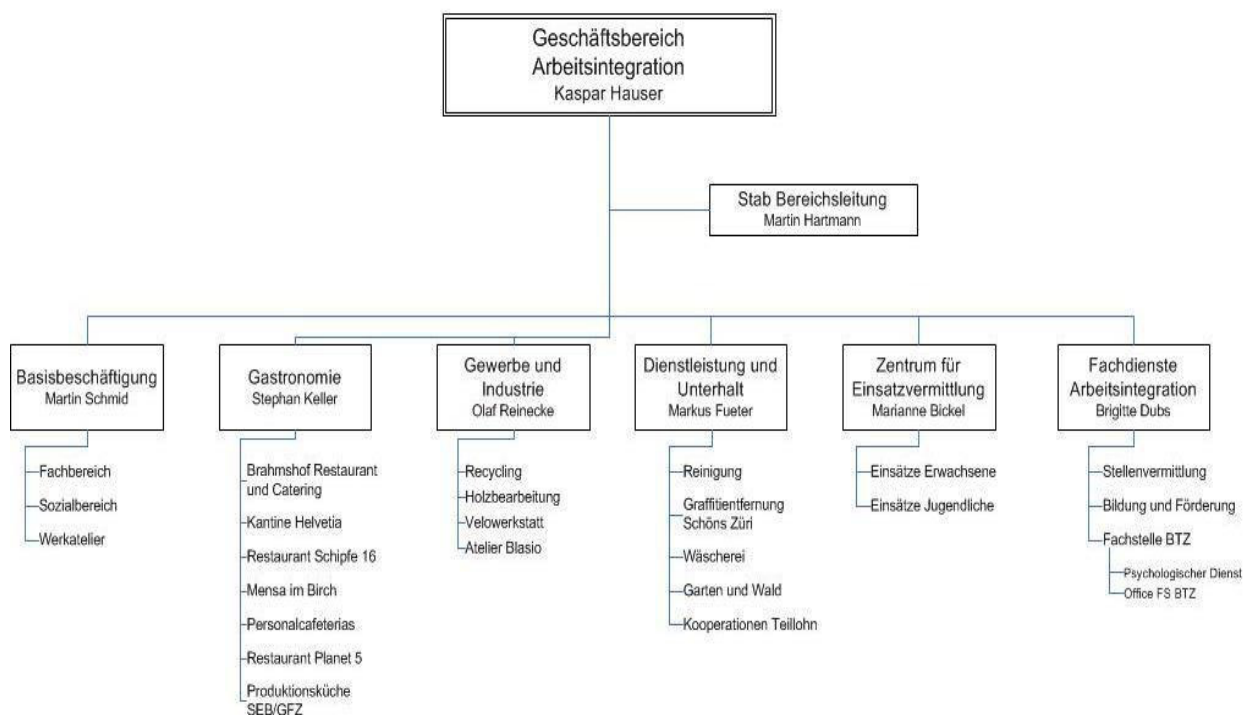 Geschäftsbereich
Arbeitsintegration
Kaspar Hauser
Stab Bereichsleitung
Martin Hartmann
Basisbeschäftigung
Martin Schmid
Fachbereich
Sozialbereich
Werkatelier
Gastronomie
Stephan Keller
Brahmshof Restaurant
und Catering
Kantine Helvetia
Restaurant Schipfe 16
Mensa im Birch
Personalcafeterias
Restaurant Planet 5
Produktionsküche
SEB/GFZ
Gewerbe und
Industrie
Olaf Reinecke
Recycling
Holzbearbeitung
Velowerkstatt
Atelier Blasio
Dienstleistung und
Unterhalt
Markus Fueter
Reinigung
Graffitientfernung
Schöns Züri
Wäscherei
Garten und Wald
Kooperationen Teillohn
Zentrum für
Einsatzvermittlung
Marianne Bickel
Einsätze Erwachsene
Einsätze Jugendliche
Fachdienste
Arbeitsintegration
Brigitte Dubs
Stellenvermittlung
Bildung und Förderung
Fachstelle BTZ
Psychologischer Dienst
Office FS BTZ